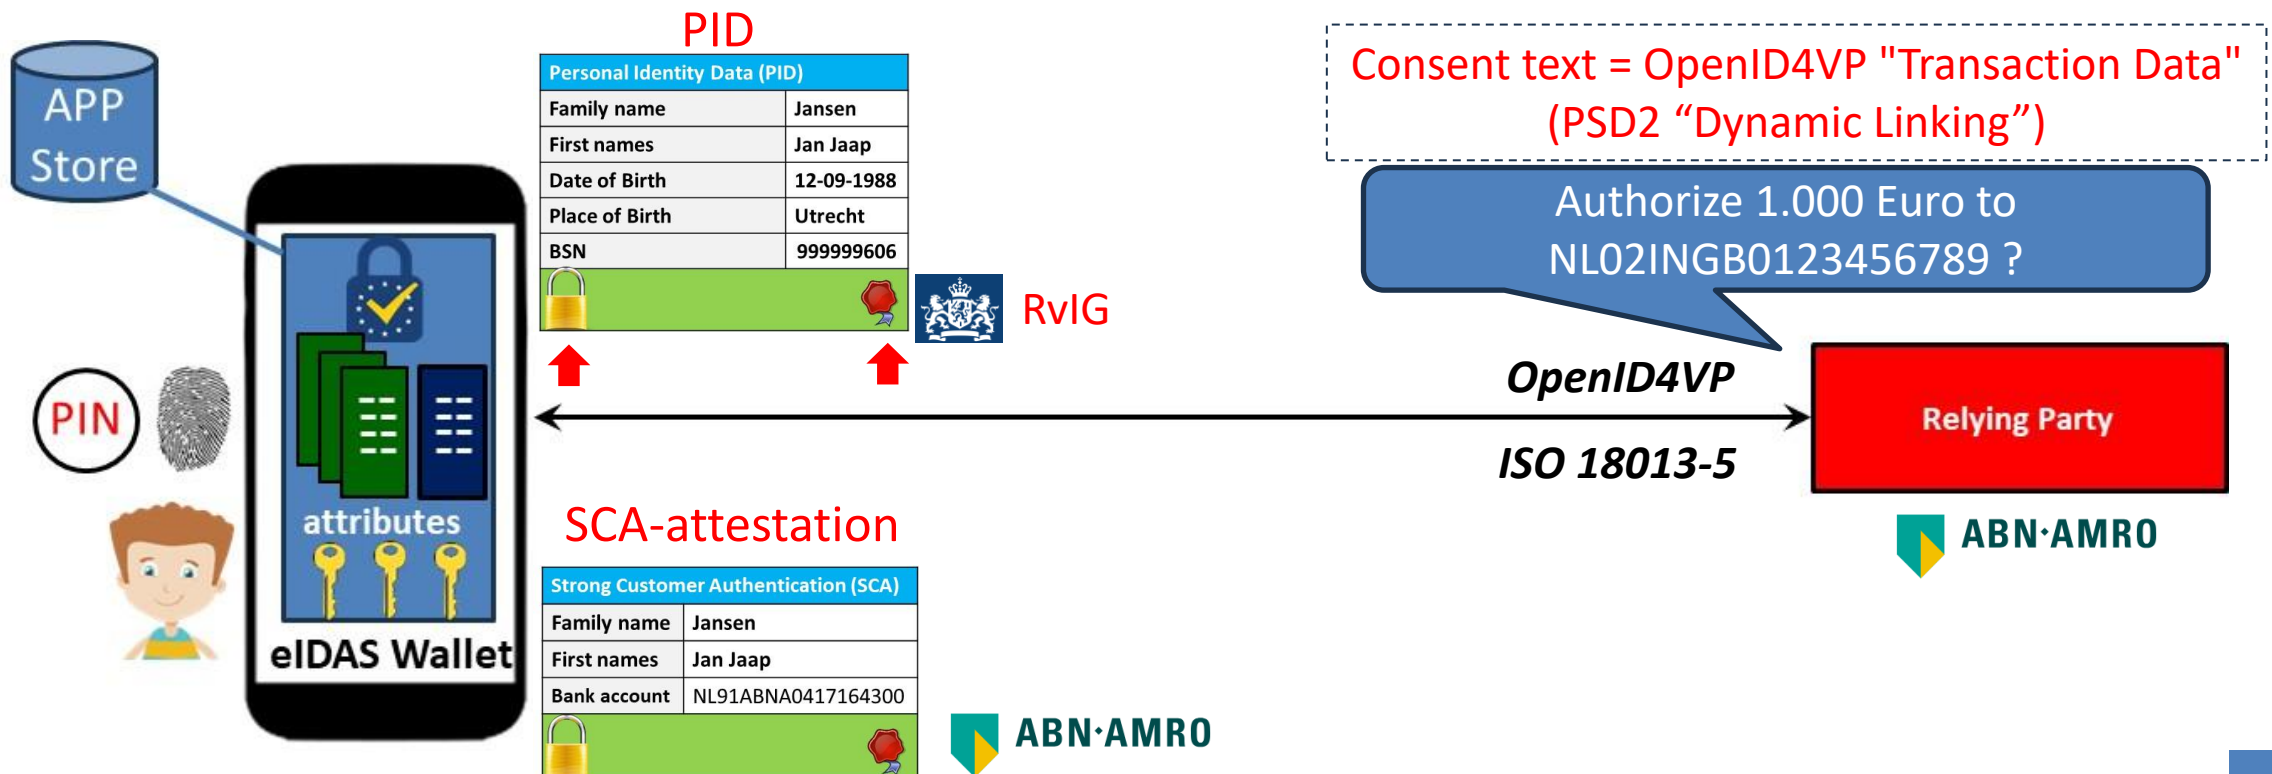 PID
Personal Identity Data (PID)
Family name Jansen
First names Jan Jaap
Date of Birth 12-09-1988
Place of Birth Utrecht
BSN 999999606
RvIG
APP
Store
PIN
attributes
eIDAS Wallet
SCA-attestation
Strong Customer Authentication (SCA)
Family name Jansen
First names Jan Jaap
Bank account NL91ABNA0417164300
ABN·AMRO
Consent text = OpenID4VP "Transaction Data"
(PSD2 “Dynamic Linking”)
Authorize 1.000 Euro to
NL02INGB0123456789 ?
OpenID4VP
ISO 18013-5
Relying Party
ABN·AMRO